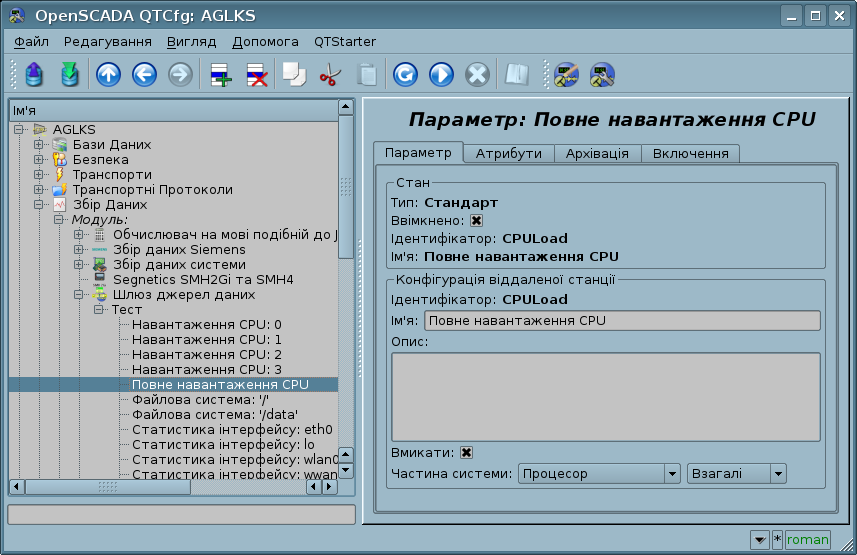 OpenSCADA QTCfg: AGLKS
Файл Редагування Вигляд Допомога QTStarter
Ім'я
AGLKS
Бази Даних
Безпека
Транспорти
Транспортні Протоколи
Збір Даних
Модуль:
Обчислювач на мові подібній до J
Збір даних Siemens
Збір даних системи
Segnetics SMH2Gi та SMH4
Шлюз джерел даних
Тест
Навантаження CPU: 0
Навантаження CPU: 1
Навантаження CPU: 2
Навантаження CPU: 3
Повне навантаження CPU
Файлова система: '/'
Файлова система: '/data'
Статистика інтерфейсу: eth0
Статистика інтерфейсу: lo
Статистика інтерфейсу: wlan0
Статистика інтерфейсу: wwan
Параметр: Повне навантаження CPU
Параметр Атрибути Архівація Включення
Стан
Тип: Стандарт
Ввімкнено:
Ідентифікатор: CPULoad
Ім'я: Повне навантаження CPU
Конфігурація віддаленої станції
Ідентифікатор: CPULoad
Ім'я: Повне навантаження CPU
Опис:
Вмикати:
Частина системи: Процесор Взагалі
* roman